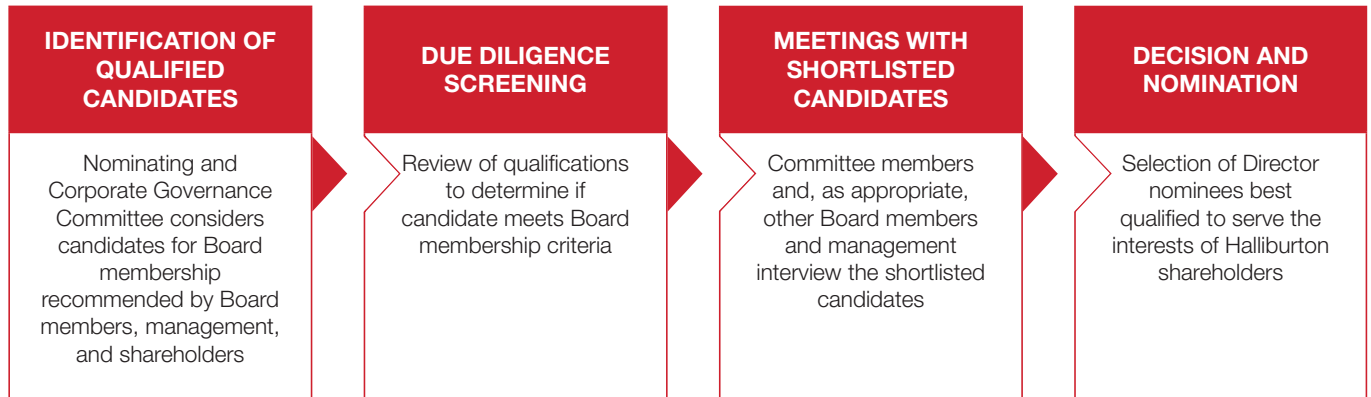 IDENTIFICATION OF
QUALIFIED
CANDIDATES
Nominating and
Corporate Governance
Committee considers
candidates for Board
membership
recommended by Board
members, management,
and shareholders
DUE DILIGENCE
SCREENING
Review of qualifications
to determine if
candidate meets Board
membership criteria
MEETINGS WITH
SHORTLISTED
CANDIDATES
Committee members
and, as appropriate,
other Board members
and management
interview the shortlisted
candidates
DECISION AND
NOMINATION
Selection of Director
nominees best
qualified to serve the
interests of Halliburton
shareholders